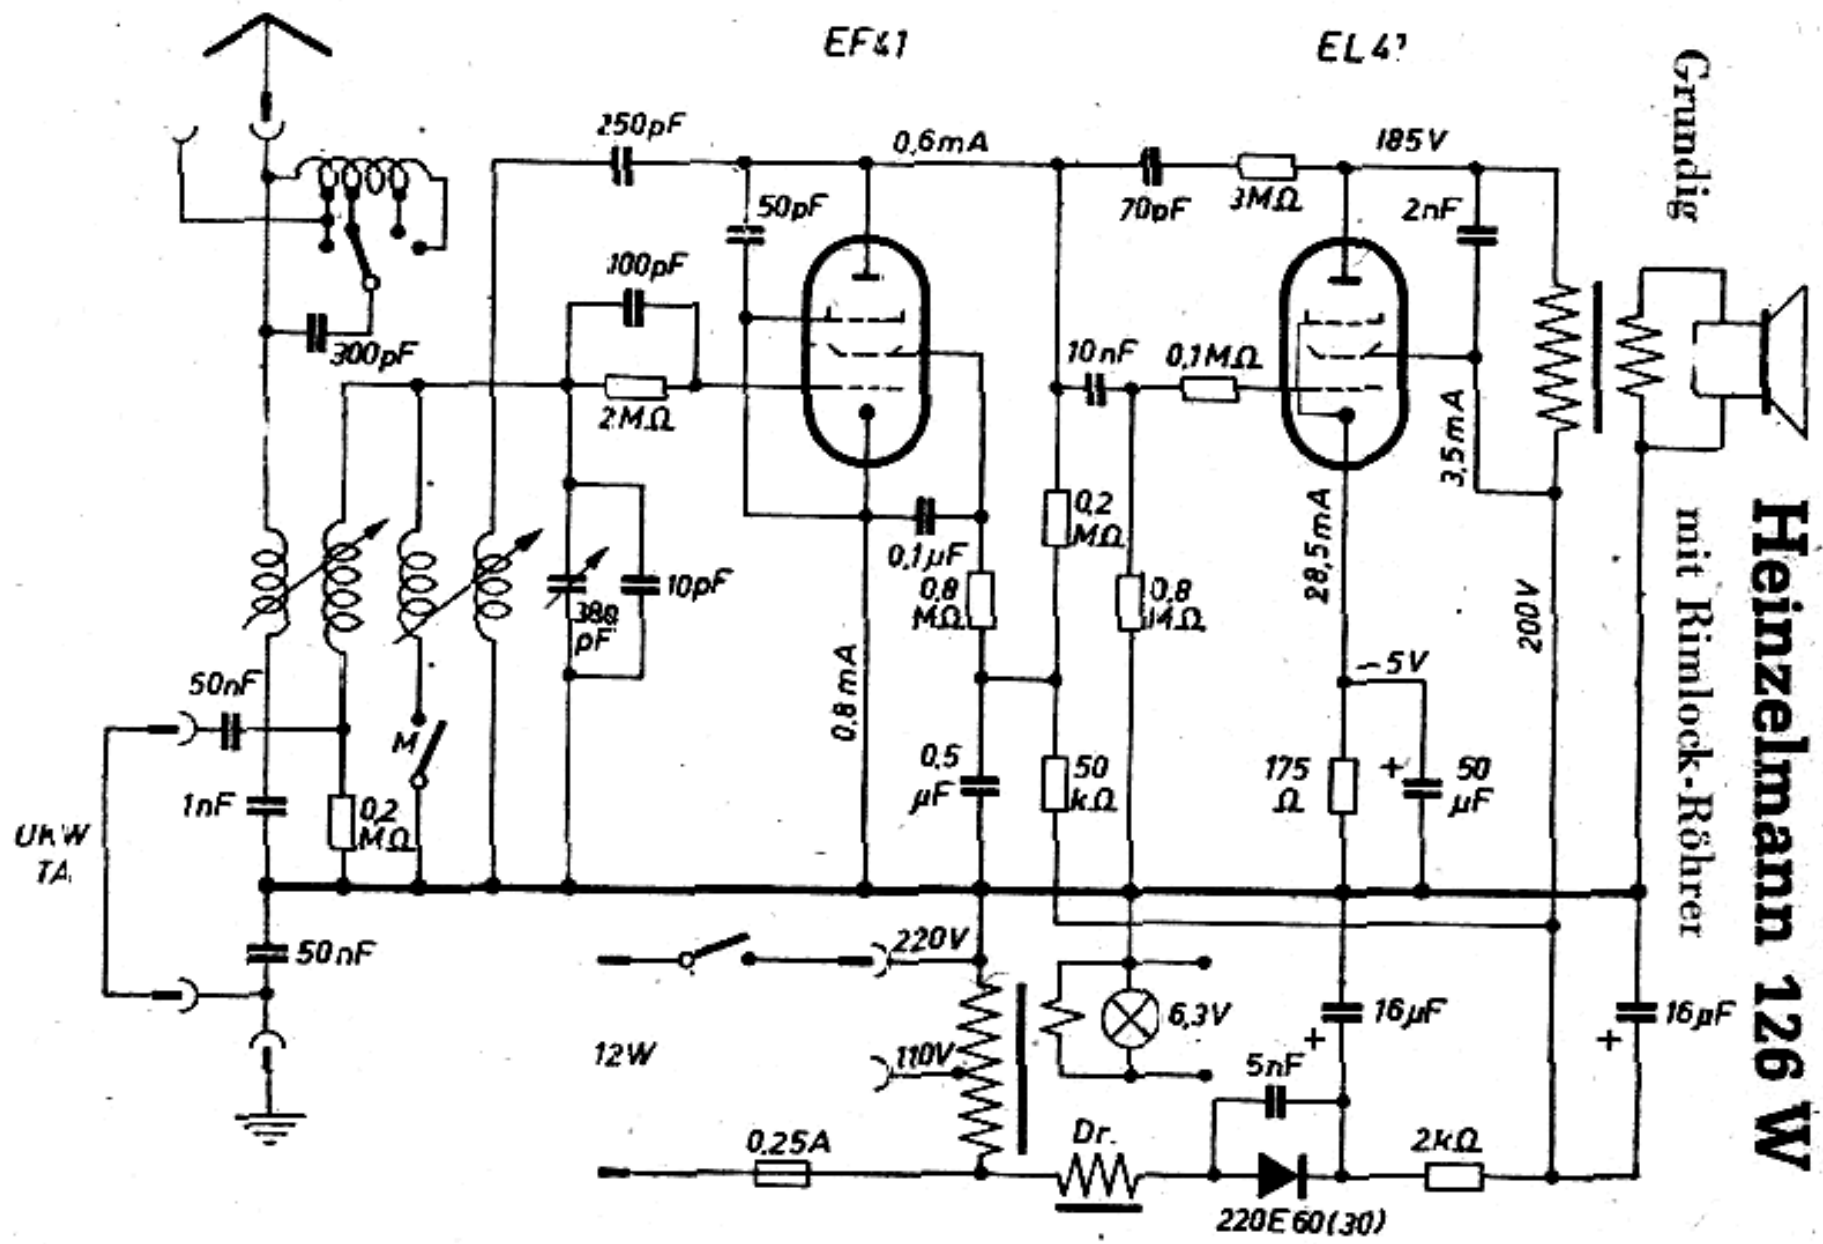 EF41
EL41
250pF
0,6mA
185V
50pF
70pF
3MΩ
2nF
100pF
300pF
10nF
0,1MΩ
2MΩ
3,5mA
0,2
MΩ
0,1µF
28,5mA
10pF
380
pF
0,8
MΩ
0,8
MΩ
200V
50nF
0,8mA
-5V
M
0,5
µF
50
kΩ
175
Ω
+
50
µF
1nF
0,2
MΩ
UKW
TA
50nF
220V
12W
110V
6,3V
16µF
+
16µF
+
5nF
0,25A
Dr.
2kΩ
220E60(30)
Grundig
Heinzelmann 126 W
mit Rimlock-Röhrer